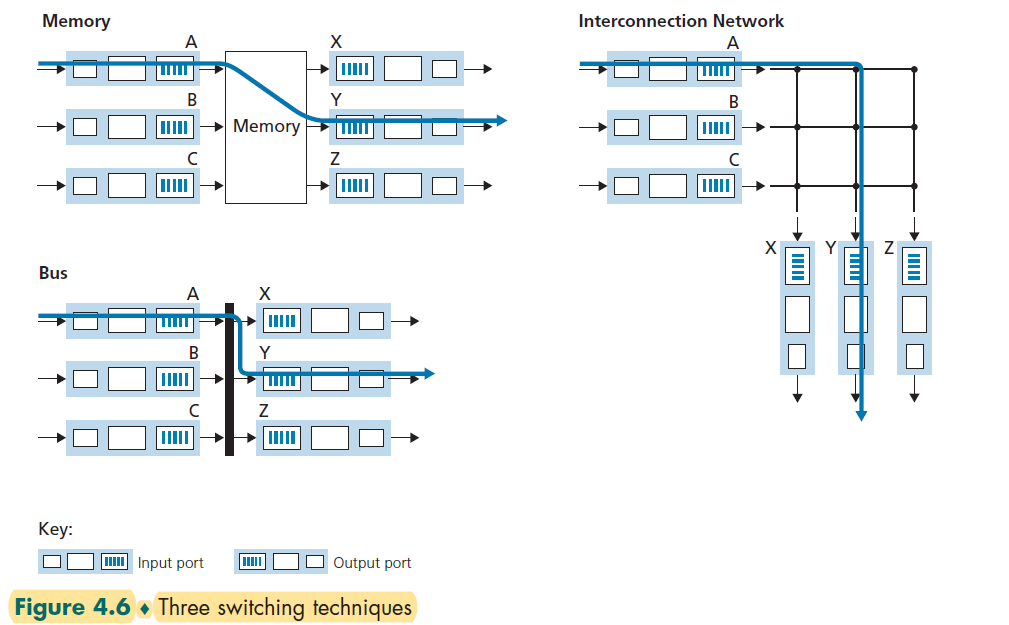 Memory
A
X
B
Y
Memory
C
Z
Interconnection Network
A
B
C
X
Y
Z
Bus
A
X
B
Y
C
Z
Key:
Input port
Output port
Figure 4.6 ♦ Three switching techniques